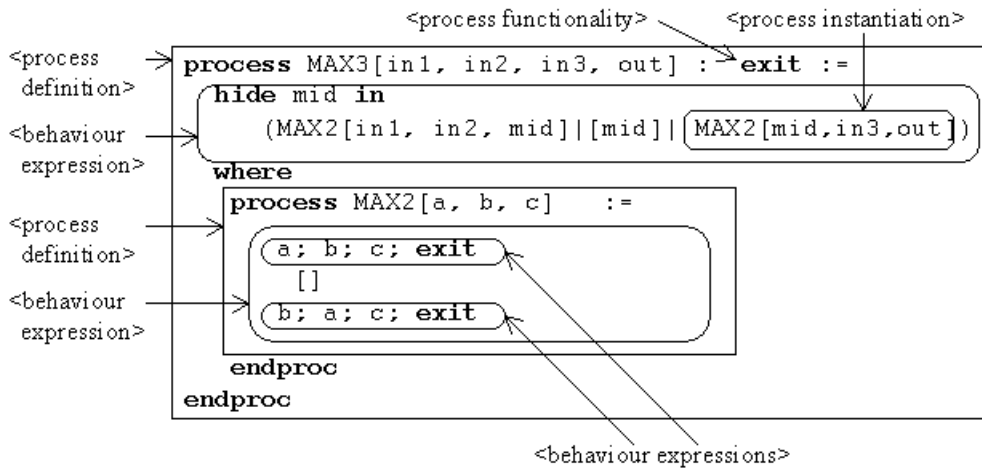 <process functionality> <process instantiation>
<process definition>
process MAX3[in1, in2, in3, out] : exit :=
<behaviour expression>
hide mid in
(MAX2[in1, in2, mid]|[mid]| MAX2[mid,in3,out])
where
<process definition>
process MAX2[a, b, c] :=
<behaviour expression>
a; b; c; exit
[]
b; a; c; exit
endproc
endproc
<behaviour expressions>